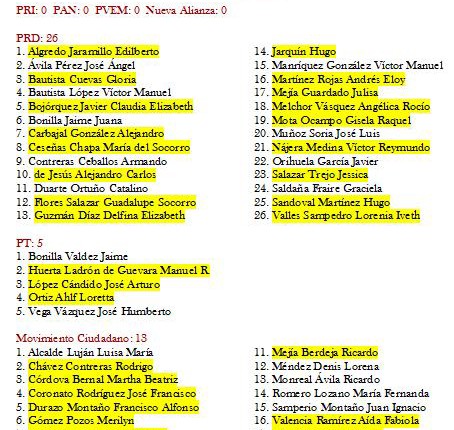 PRI: 0 PAN: 0 PVEM: 0 Nueva Alianza: 0
PRD: 26
1. Algredo Jaramillo Edilberto
2. Ávila Pérez José Ángel
3. Bautista Cuevas Gloria
4. Bautista López Víctor Manuel
5. Bojórquez Javier Claudia Elizabeth
6. Bonilla Jaime Juana
7. Carbajal González Alejandro
8. Ceseñas Chapa María del Socorro
9. Contreras Ceballos Armando
10. de Jesús Alejandro Carlos
11. Duarte Ortuño Catalino
12. Flores Salazar Guadalupe Socorro
13. Guzmán Díaz Delfina Elizabeth
14. Jarquín Hugo
15. Manríquez González Víctor Manuel
16. Martínez Rojas Andrés Eloy
17. Mejía Guardado Julisa
18. Melchor Vásquez Angélica Rocío
19. Mota Ocampo Gisela Raquel
20. Muñoz Soria José Luis
21. Nájera Medina Víctor Reymundo
22. Orihuela García Javier
23. Salazar Trejo Jessica
24. Saldaña Fraire Graciela
25. Sandoval Martínez Hugo
26. Valles Sampedro Lorenia Iveth
PT: 5
1. Bonilla Valdez Jaime
2. Huerta Ladrón de Guevara Manuel R
3. López Cándido José Arturo
4. Ortiz Ahlf Loretta
5. Vega Vázquez José Humberto
Movimiento Ciudadano: 13
1. Alcalde Luján Luisa María
2. Chávez Contreras Rodrigo
3. Córdova Bernal Martha Beatriz
4. Coronato Rodríguez José Francisco
5. Durazo Montaño Francisco Alfonso
6. Gómez Pozos Merilyn
11. Mejía Berdeja Ricardo
12. Méndez Denis Lorena
13. Monreal Ávila Ricardo
14. Romero Lozano María Fernanda
15. Samperio Montaño Juan Ignacio
16. Valencia Ramírez Aída Fabiola